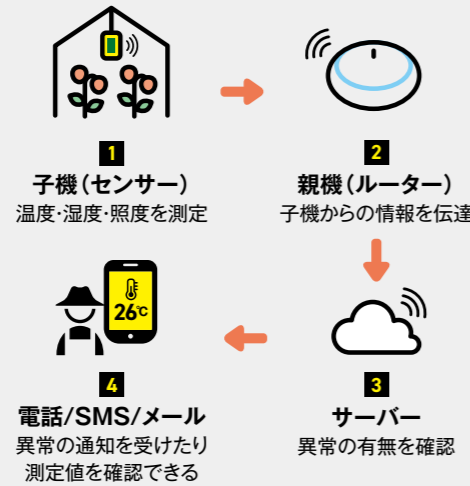 1
子機（センサー）
温度・湿度・照度を測定
2
親機（ルーター）
子機からの情報を伝達
26℃
4
電話/SMS/メール
異常の通知を受けたり
測定値を確認できる
3
サーバー
異常の有無を確認